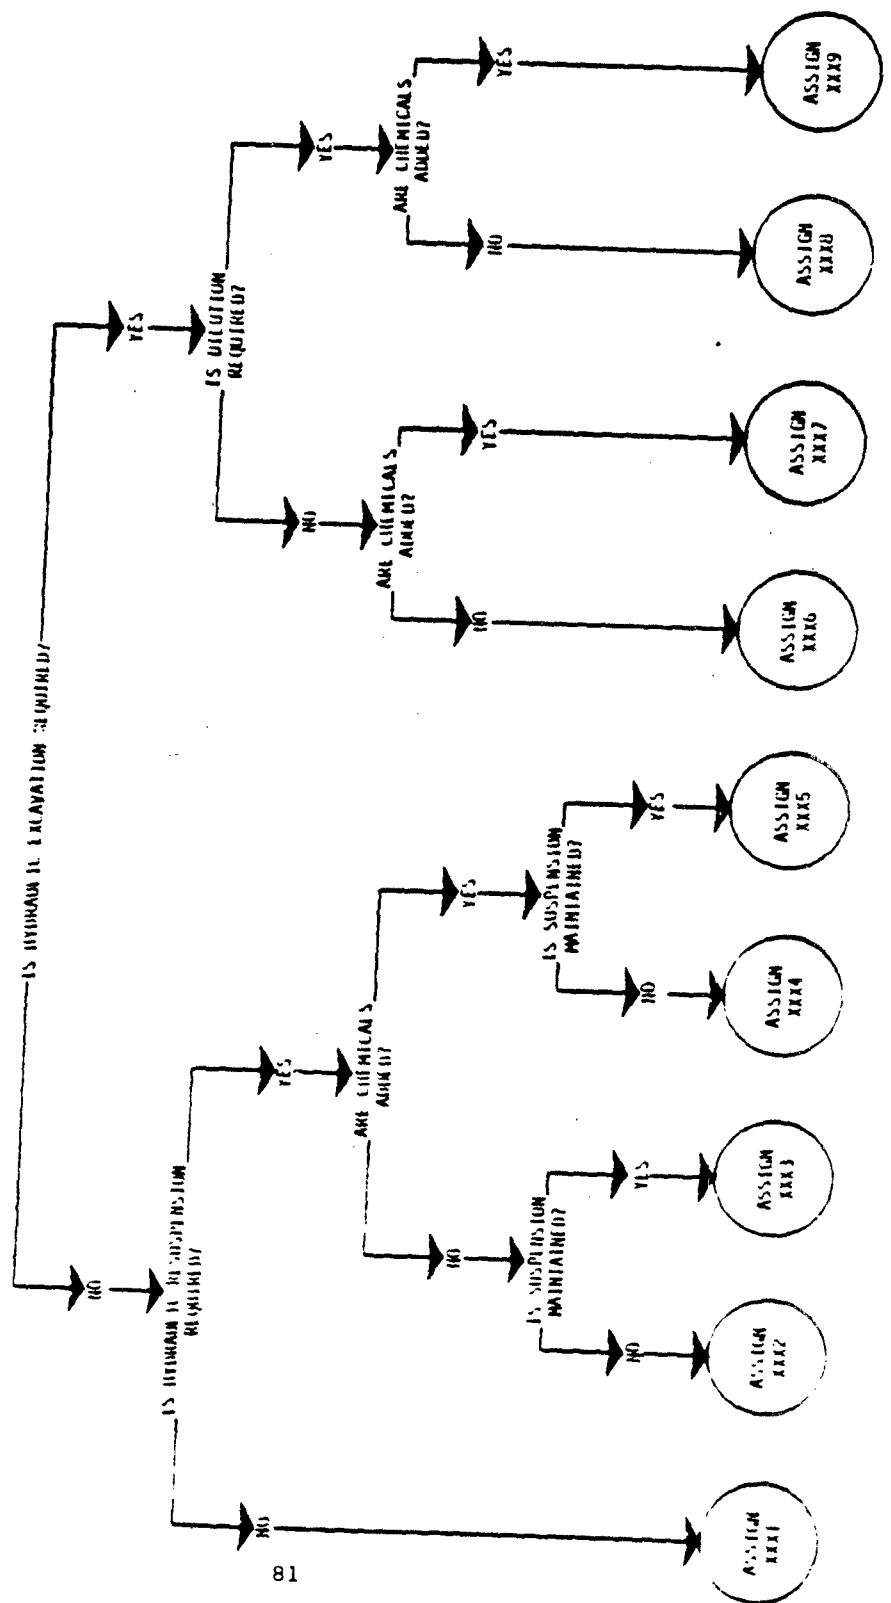 IS HYDRAULIC EXCAVATION REQUIRED?
NO
YES
IS HYDRAULIC RESUSPENSION
REQUIRED?
IS DILUTION
REQUIRED?
NO
YES
NO
YES
ARE CHEMICALS
ADDED?
ARE CHEMICALS
ADDED?
ARE CHEMICALS
ADDED?
NO
YES
NO
YES
NO
YES
IS SUSPENSION
MAINTAINED?
IS SUSPENSION
MAINTAINED?
NO
YES
NO
YES
ASSIGN
XXX1
ASSIGN
XXX2
ASSIGN
XXX3
ASSIGN
XXX4
ASSIGN
XXX5
ASSIGN
XXX6
ASSIGN
XXX7
ASSIGN
XXX8
ASSIGN
XXX9
81